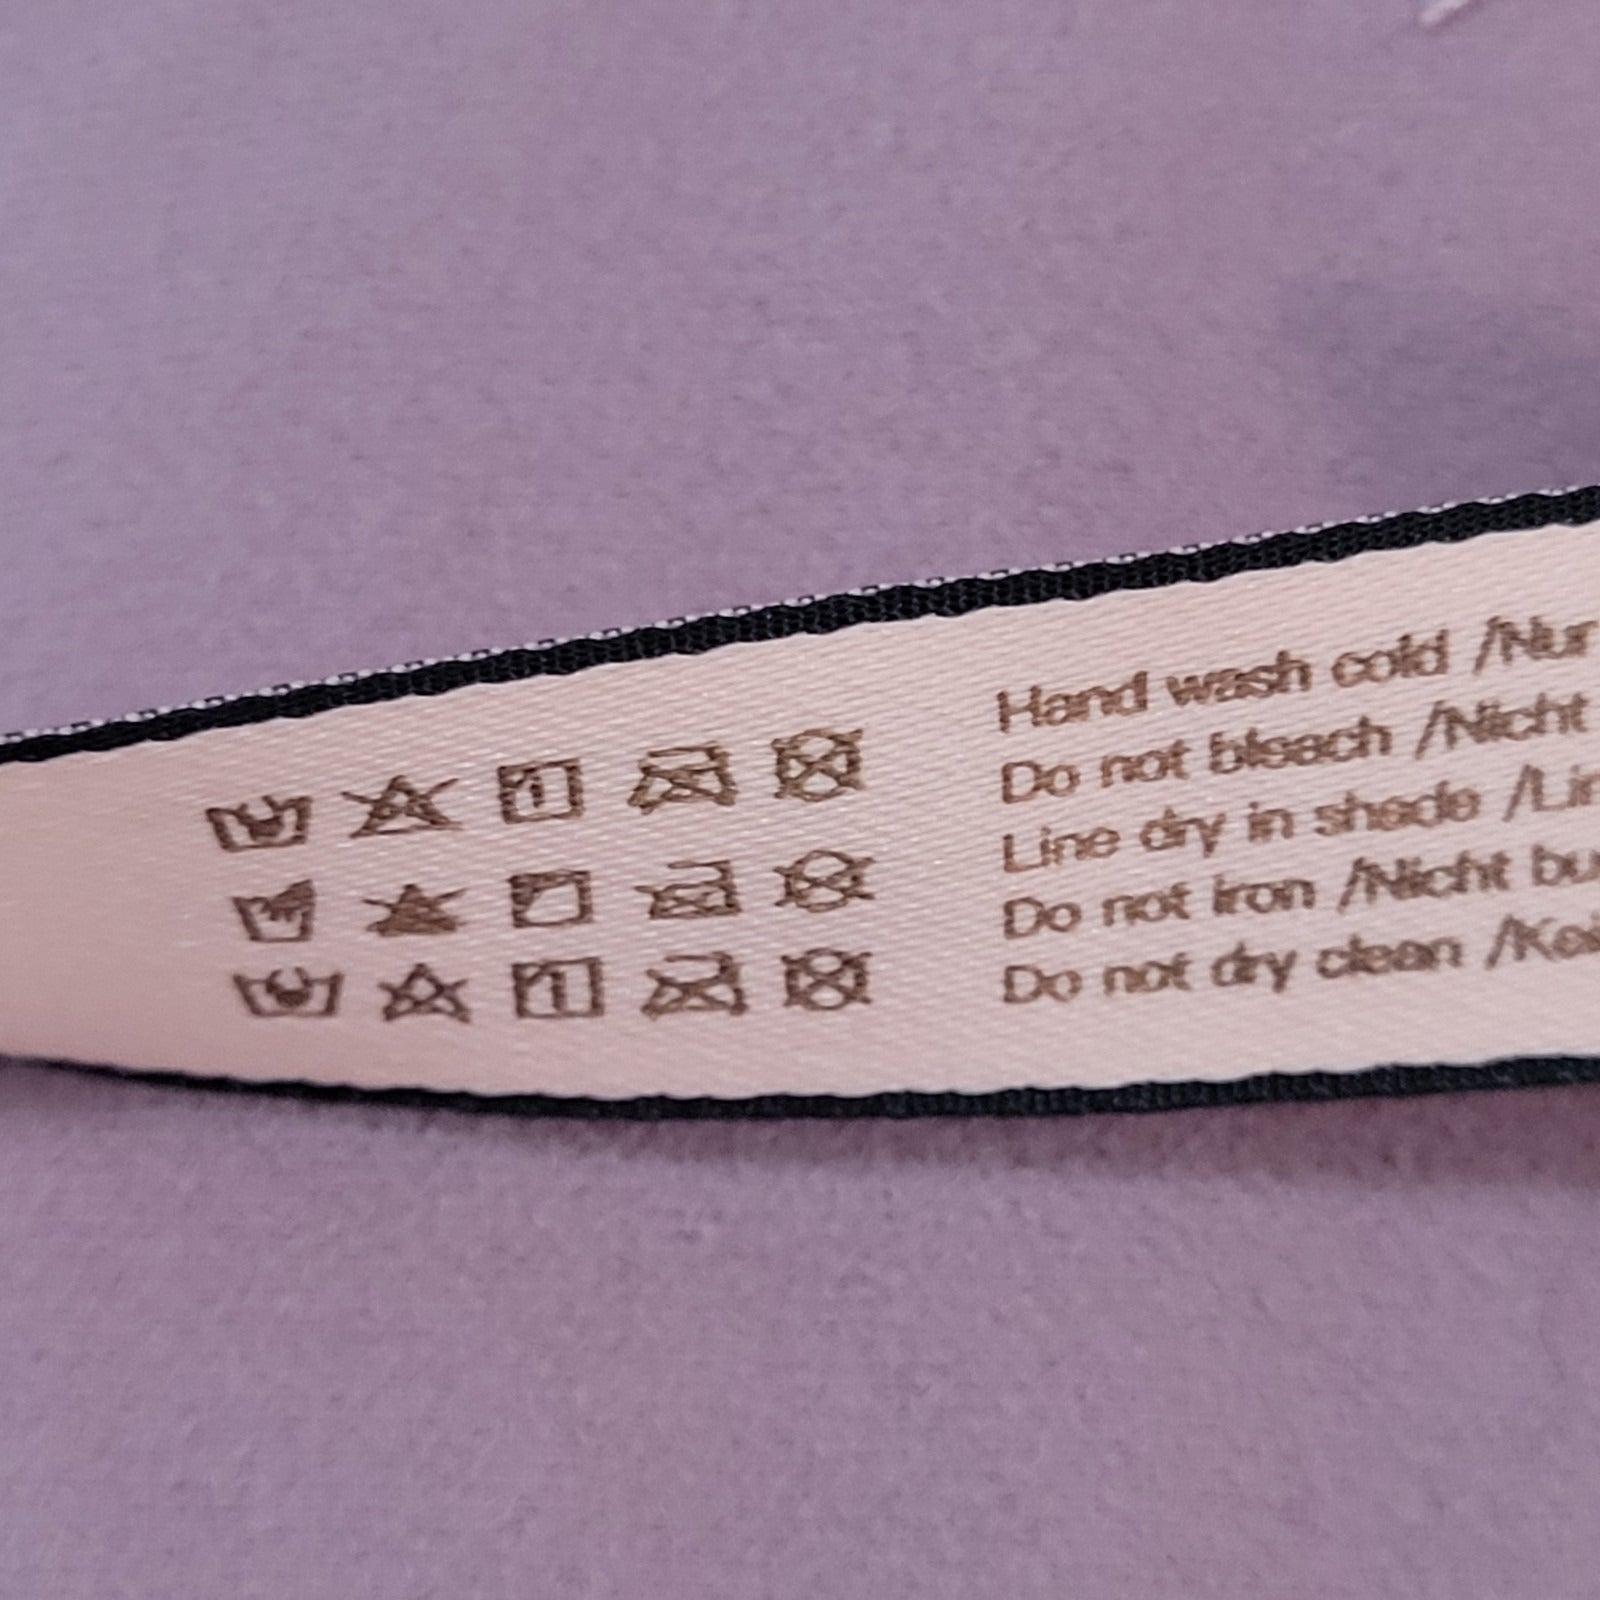 Hand wash cold /Nur
Do not bleach /Nicht
Line dry in shade /Lin
Do not iron /Nicht bu
Do not dry clean /Kei